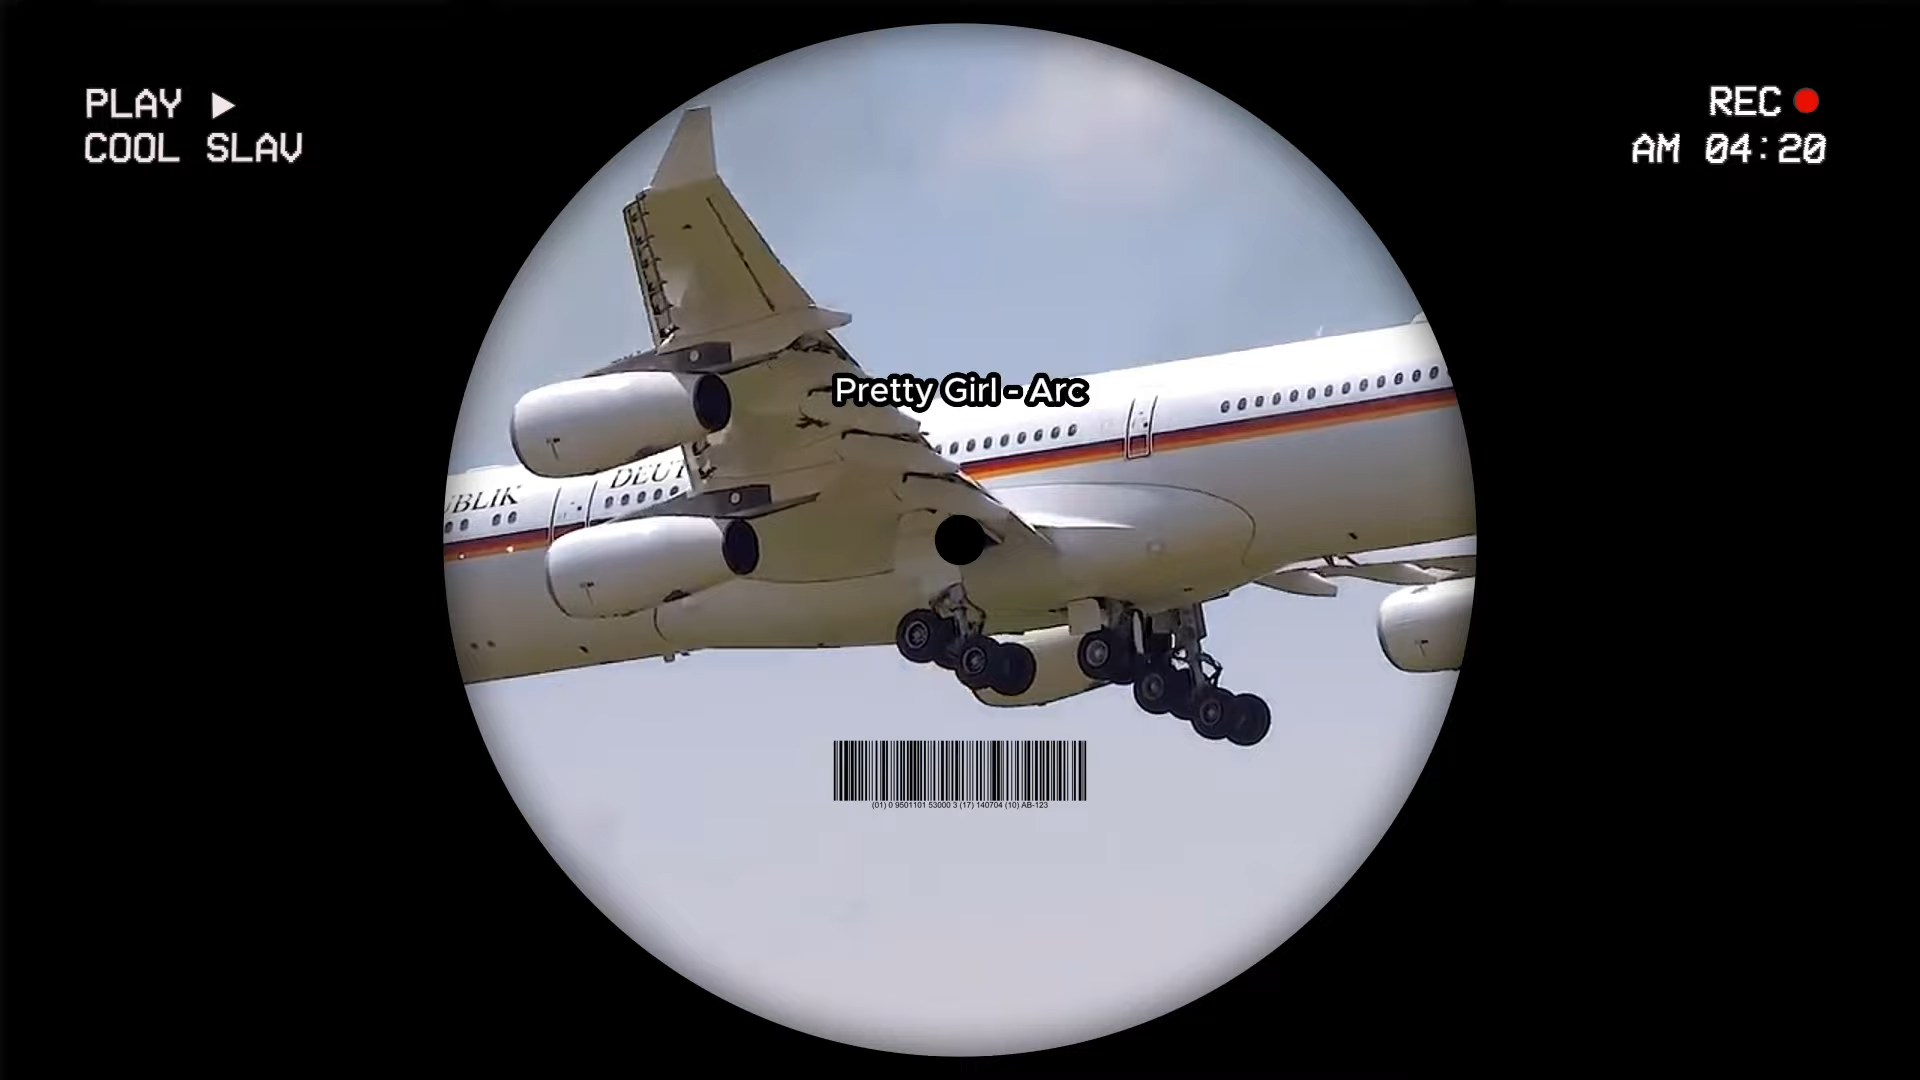 PLAY ▶
COOL SLAV
REC
AM 04:20
Pretty Girl - Arc
UBLIK DEUT
(01) 0 9501101 53000 3 (17) 140704 (10) AB-123